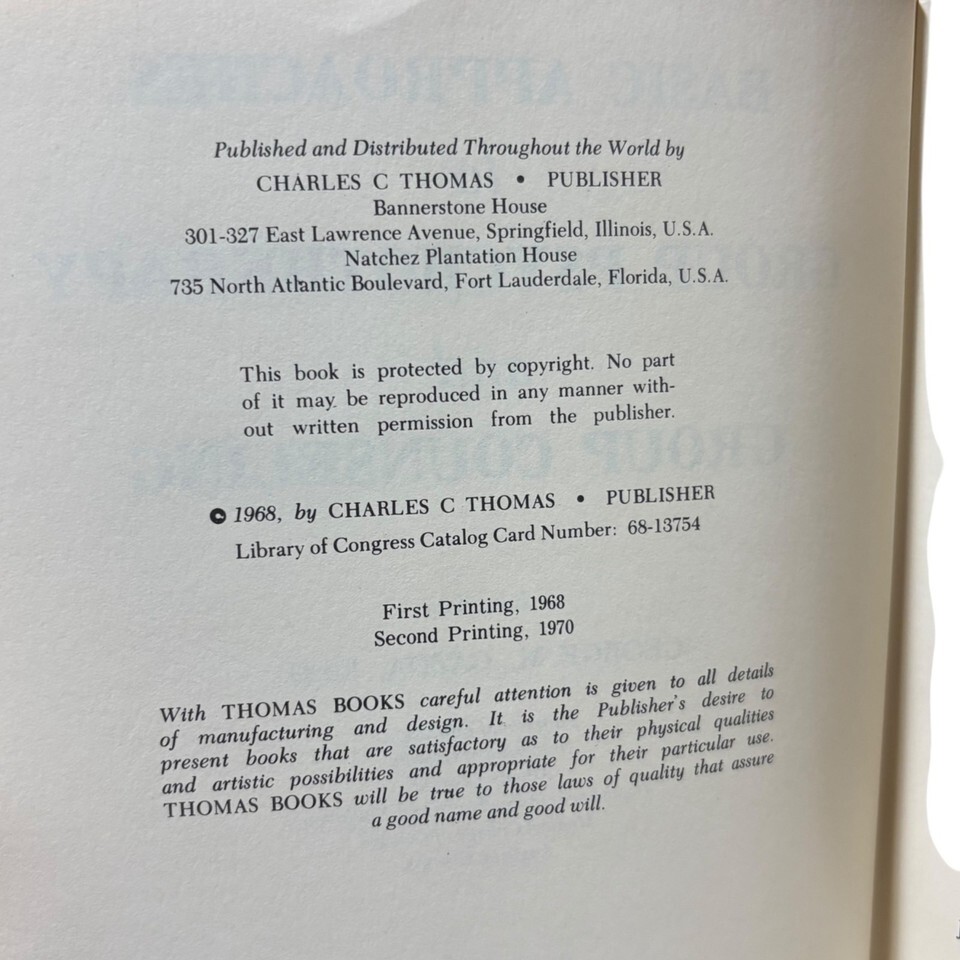 Published and Distributed Throughout the World by
CHARLES C THOMAS • PUBLISHER
Bannerstone House
301-327 East Lawrence Avenue, Springfield, Illinois, U.S.A.
Natchez Plantation House
735 North Atlantic Boulevard, Fort Lauderdale, Florida, U.S.A.
This book is protected by copyright. No part
of it may be reproduced in any manner with-
out written permission from the publisher.
© 1968, by CHARLES C THOMAS • PUBLISHER
Library of Congress Catalog Card Number: 68-13754
First Printing, 1968
Second Printing, 1970
With THOMAS BOOKS careful attention is given to all details
of manufacturing and design. It is the Publisher's desire to
present books that are satisfactory as to their physical qualities
and artistic possibilities and appropriate for their particular use.
THOMAS BOOKS will be true to those laws of quality that assure
a good name and good will.